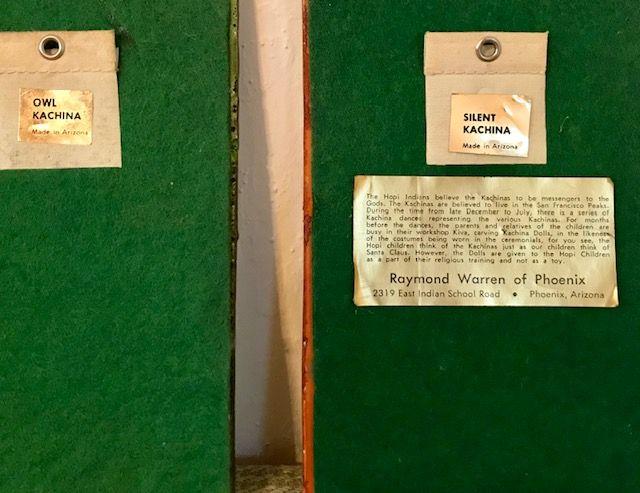 OWL
KACHINA
Made in Arizona
SILENT
KACHINA
Made in Arizona
The Hopi Indians believe the Kachinas to be messengers to the
Gods. The Kachinas are believed to live in the San Francisco Peaks.
During the time from late December to July, there is a series of
Kachina dances representing the various Kachinas. For months
before the dances, the parents and relatives of the children are
busy in their workshop Kiva, carving Kachina Dolls, in the likeness
of the costumes being worn in the ceremonials, for you see, the
Hopi children think of the Kachinas just as our children think of
Santa Claus. However, the Dolls are given to the Hopi Children
as a part of their religious training and not as a toy.
Raymond Warren of Phoenix
2319 East Indian School Road • Phoenix, Arizona